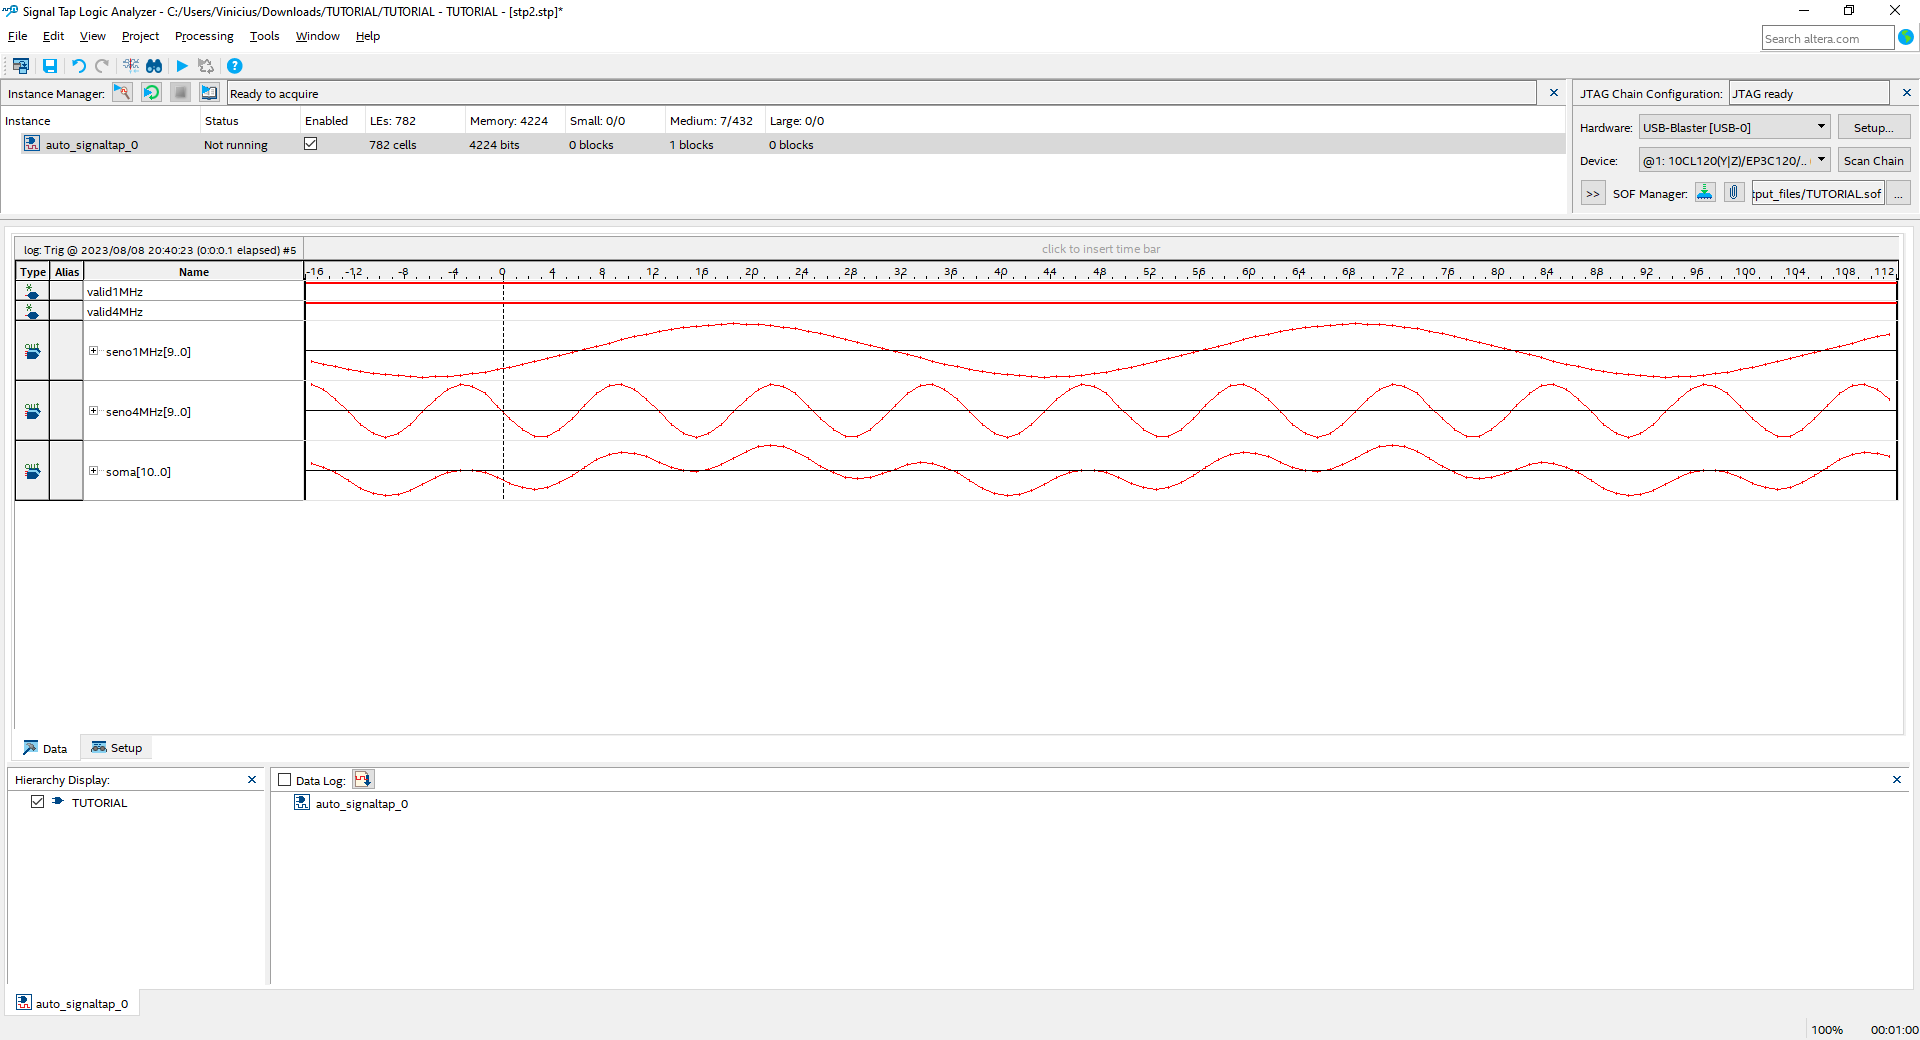 Signal Tap Logic Analyzer - C:/Users/Vinicius/Downloads/TUTORIAL/TUTORIAL - TUTORIAL - [stp2.stp]*
File Edit View Project Processing Tools Window Help
Search altera.com
Instance Manager: Ready to acquire
JTAG Chain Configuration: JTAG ready
Instance Status Enabled LEs: 782 Memory: 4224 Small: 0/0 Medium: 7/432 Large: 0/0
auto_signaltap_0 Not running 782 cells 4224 bits 0 blocks 1 blocks 0 blocks
Hardware: USB-Blaster [USB-0] Setup...
Device: @1: 10CL120(Y|Z)/EP3C120/.. Scan Chain
>> SOF Manager: tput_files/TUTORIAL.sof ...
log: Trig @ 2023/08/08 20:40:23 (0:0:0.1 elapsed) #5 click to insert time bar
Type Alias Name -16 -12 -8 -4 0 4 8 12 16 20 24 28 32 36 40 44 48 52 56 60 64 68 72 76 80 84 88 92 96 100 104 108 112
valid1MHz
valid4MHz
out seno1MHz[9..0]
out seno4MHz[9..0]
out soma[10..0]
Data Setup
Hierarchy Display:
TUTORIAL
Data Log:
auto_signaltap_0
auto_signaltap_0
100% 00:01:00